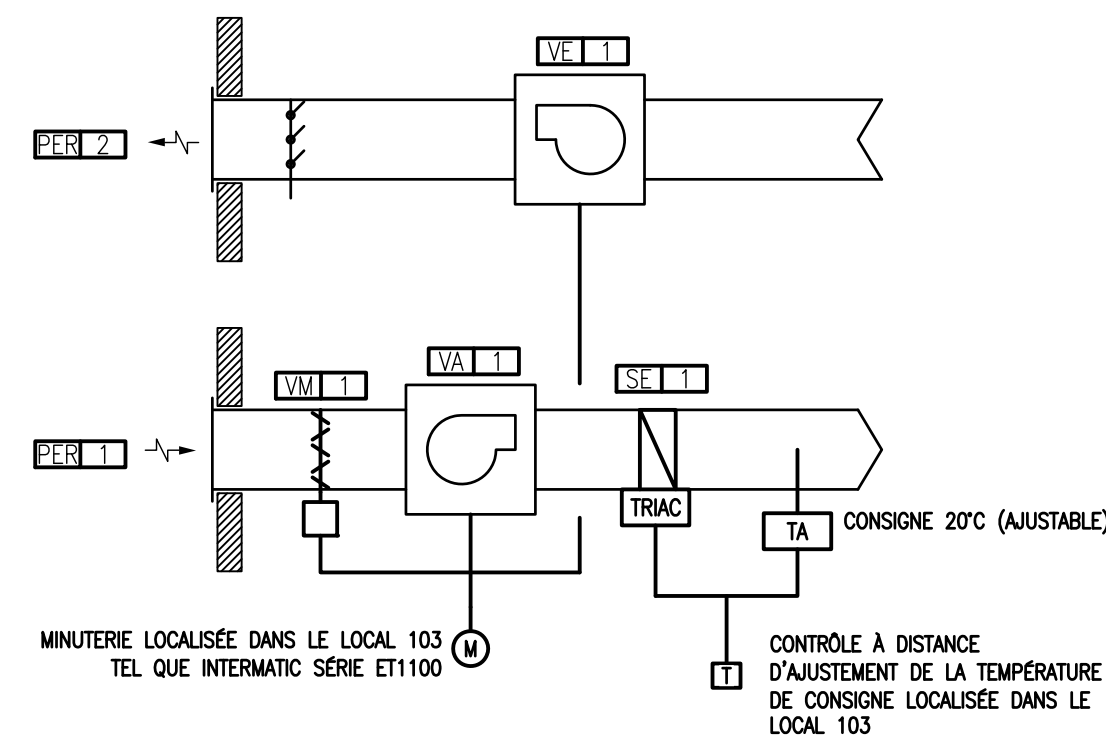 VE 1
PER 2
VA 1
SE 1
VM 1
PER 1
TRIAC
TA
CONSIGNE 20°C (AJUSTABLE)
MINUTERIE LOCALISÉE DANS LE LOCAL 103
TEL QUE INTERMATIC SÉRIE ET1100
M
T
CONTRÔLE À DISTANCE
D'AJUSTEMENT DE LA TEMPÉRATURE
DE CONSIGNE LOCALISÉE DANS LE
LOCAL 103